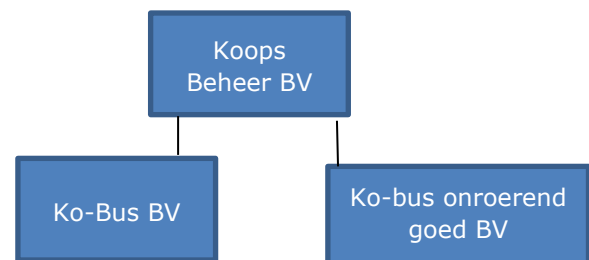 Koops
Beheer BV
Ko-Bus BV
Ko-bus onroerend
goed BV